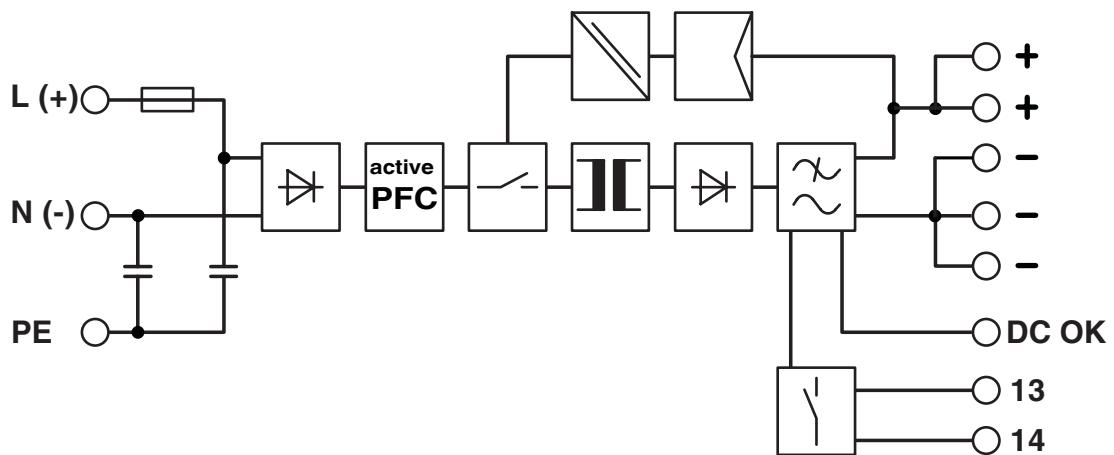 L (+)
N (-)
PE
active
PFC
+
+
−
−
−
DC OK
13
14